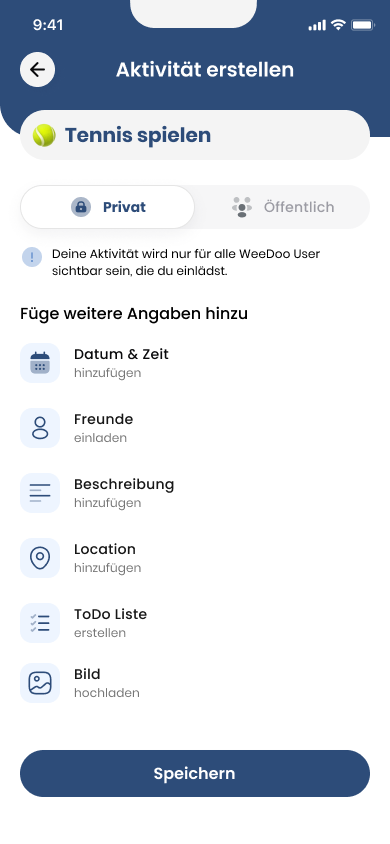 9:41
Aktivität erstellen
Tennis spielen
Privat
Öffentlich
Deine Aktivität wird nur für alle WeeDoo User
sichtbar sein, die du einlädst.
Füge weitere Angaben hinzu
Datum & Zeit
hinzufügen
Freunde
einladen
Beschreibung
hinzufügen
Location
hinzufügen
ToDo Liste
erstellen
Bild
hochladen
Speichern